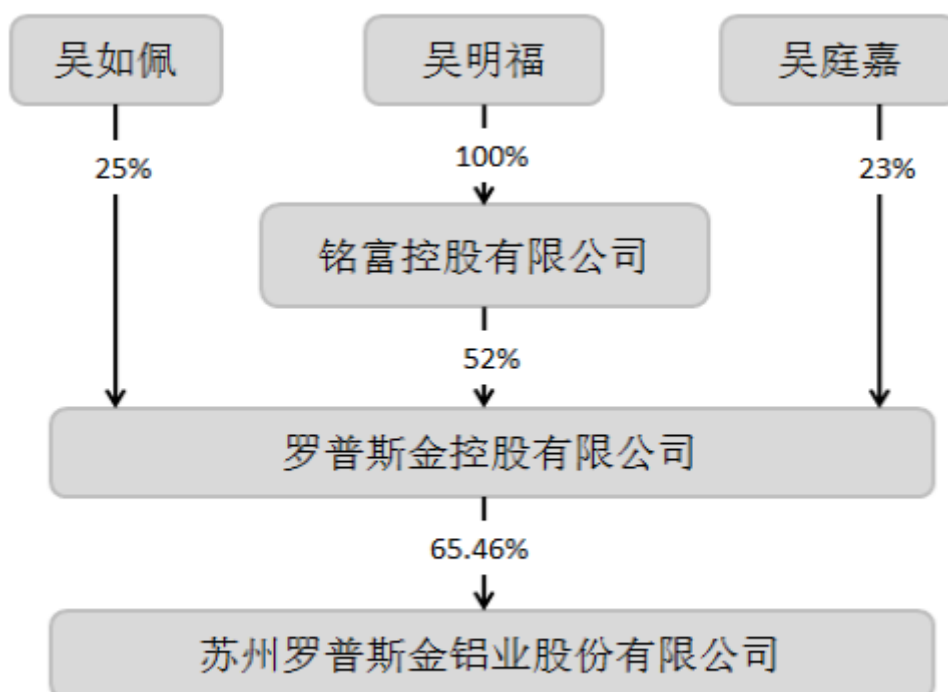 吴如佩
吴明福
吴庭嘉
25%
100%
23%
铭富控股有限公司
52%
罗普斯金控股有限公司
65.46%
苏州罗普斯金铝业股份有限公司